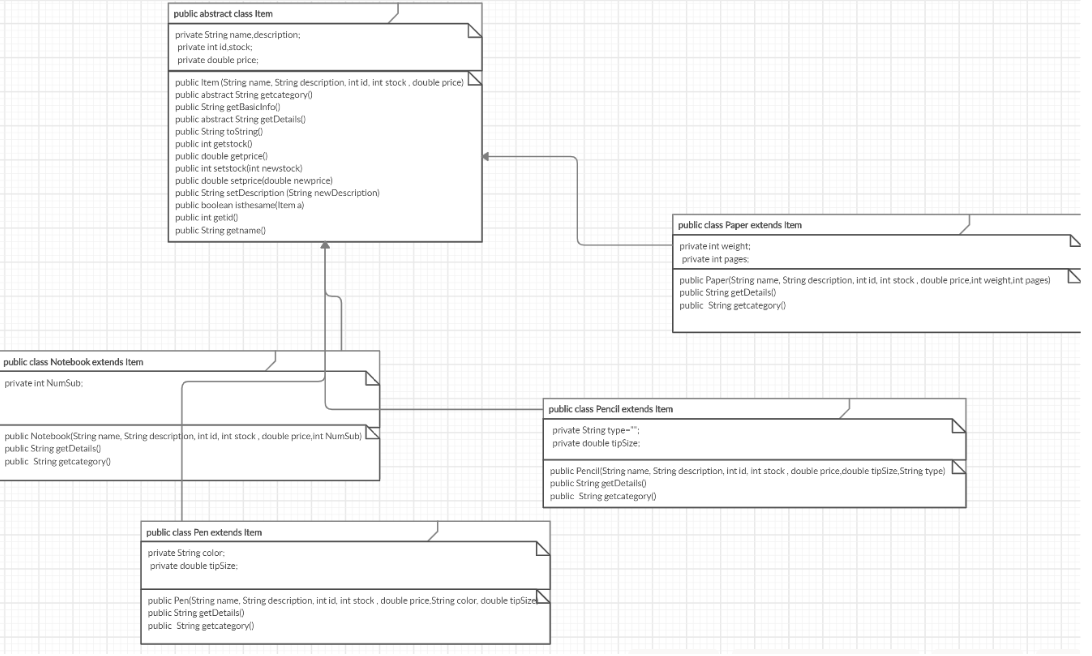 public abstract class Item
private String name,description;
private int id,stock;
private double price;
public Item (String name, String description, int id, int stock , double price)
public abstract String getcategory()
public String getBasicInfo()
public abstract String getDetails()
public String toString()
public int getstock()
public double getprice()
public int setstock(int newstock)
public double setprice(double newprice)
public String setDescription (String newDescription)
public boolean isthesame(Item a)
public int getid()
public String getname()
public class Paper extends Item
private int weight;
private int pages;
public Paper(String name, String description, int id, int stock , double price,int weight,int pages)
public String getDetails()
public  String getcategory()
public class Notebook extends Item
private int NumSub;
public Notebook(String name, String description, int id, int stock , double price,int NumSub)
public String getDetails()
public  String getcategory()
public class Pencil extends Item
private String type="";
private double tipSize;
public Pencil(String name, String description, int id, int stock , double price,double tipSize,String type)
public String getDetails()
public  String getcategory()
public class Pen extends Item
private String color;
private double tipSize;
public Pen(String name, String description, int id, int stock , double price,String color, double tipSize
public String getDetails()
public  String getcategory()